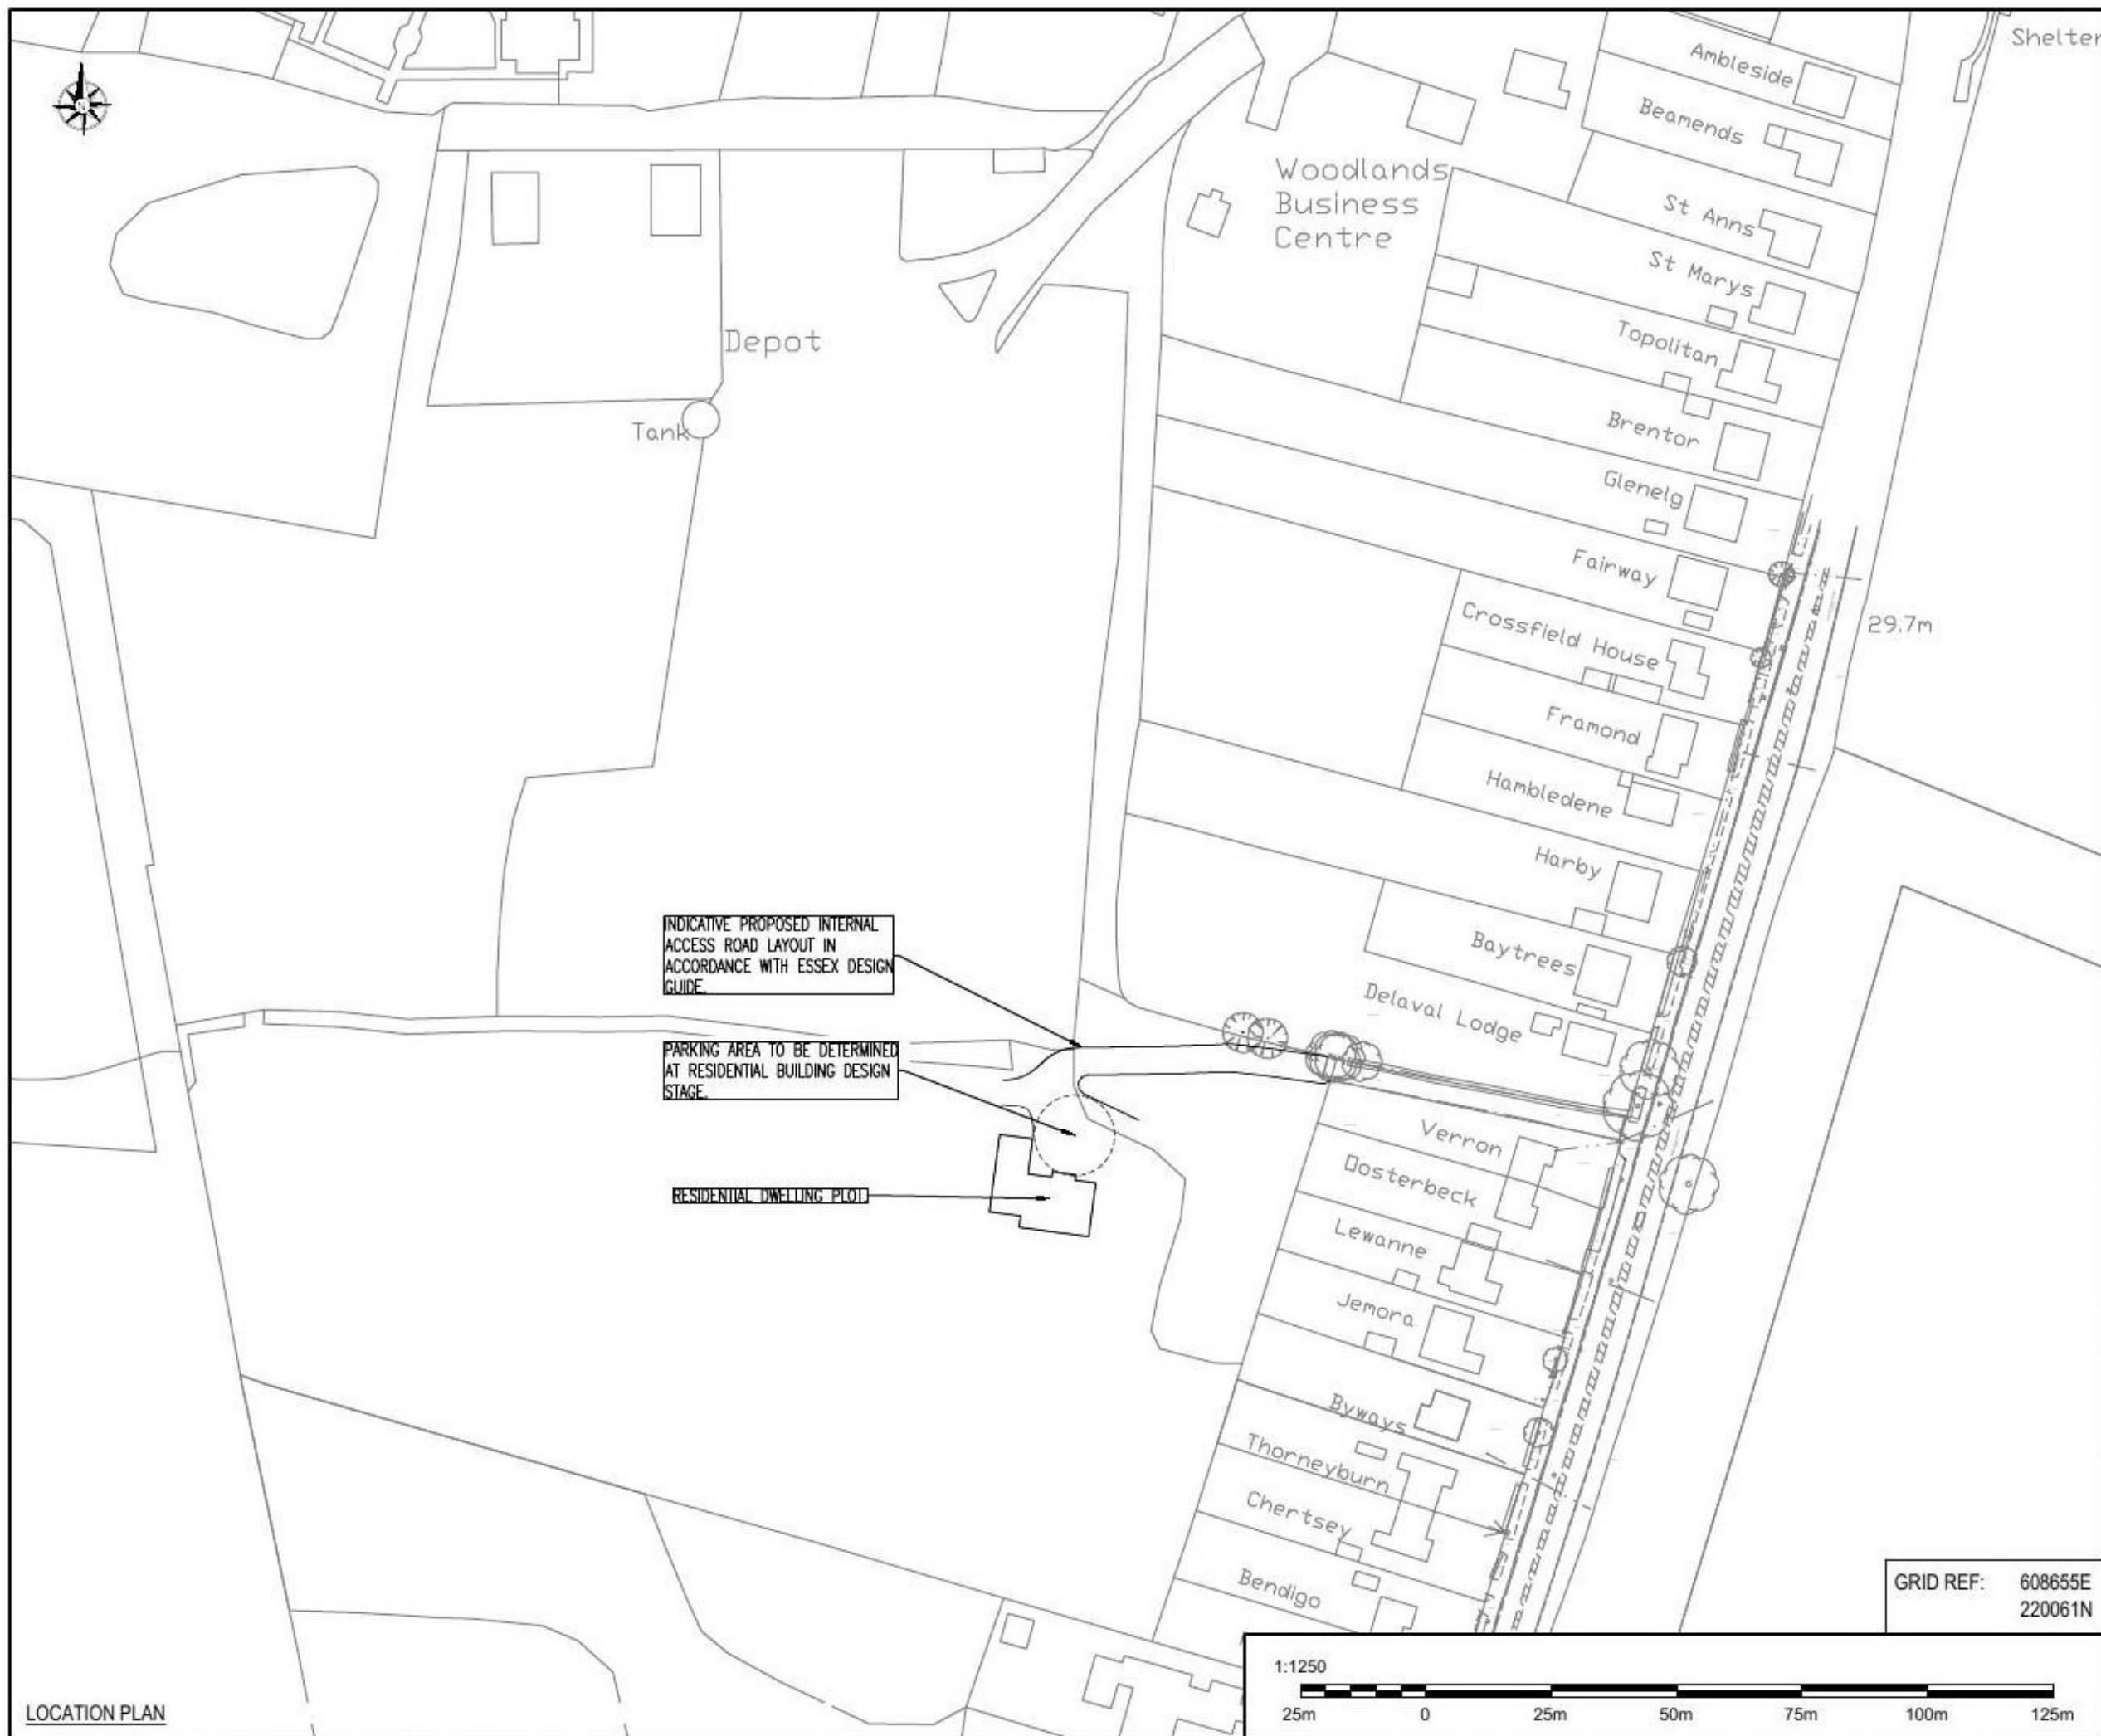 Shelter
Ambleside
Beamends
Woodlands
Business
Centre
St Anns
St Marys
Depot
Topolitan
Tank
Brentor
Glenelg
Fairway
29.7m
Crossfield House
Framond
Hambledene
Harby
INDICATIVE PROPOSED INTERNAL
ACCESS ROAD LAYOUT IN
ACCORDANCE WITH ESSEX DESIGN
GUIDE.
Baytrees
Delaval Lodge
PARKING AREA TO BE DETERMINED
AT RESIDENTIAL BUILDING DESIGN
STAGE.
Verron
Oosterbeck
RESIDENTIAL DWELLING PLOT.
Lewanne
Jemora
Byways
Thorneyburn
Chertsey
Bendigo
GRID REF: 608655E
220061N
1:1250
25m 0 25m 50m 75m 100m 125m
LOCATION PLAN
N